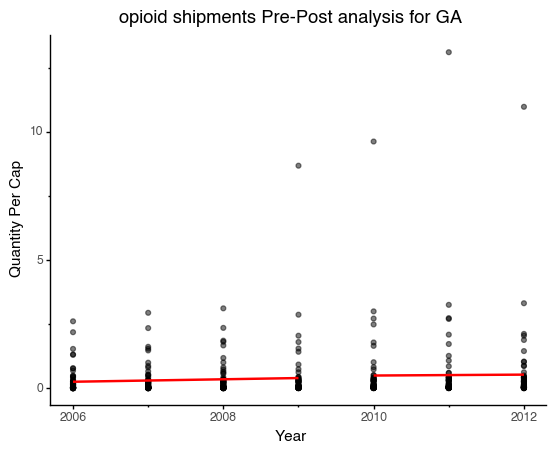 opioid shipments Pre-Post analysis for GA
Quantity Per Cap
10
5
0
2006
2008
2010
2012
Year